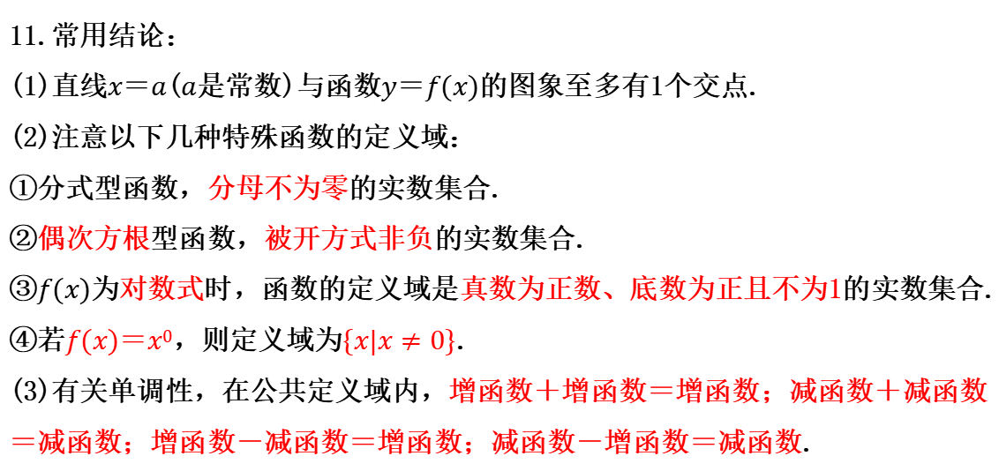 11.常用结论：
(1)直线x＝a(a是常数)与函数y＝f(x)的图象至多有1个交点.
(2)注意以下几种特殊函数的定义域：
①分式型函数，分母不为零的实数集合.
②偶次方根型函数，被开方式非负的实数集合.
③f(x)为对数式时，函数的定义域是真数为正数、底数为正且不为1的实数集合.
④若f(x)＝x⁰，则定义域为{x|x ≠ 0}.
(3)有关单调性，在公共定义域内，增函数＋增函数＝增函数；减函数＋减函数
＝减函数；增函数－减函数＝增函数；减函数－增函数＝减函数.